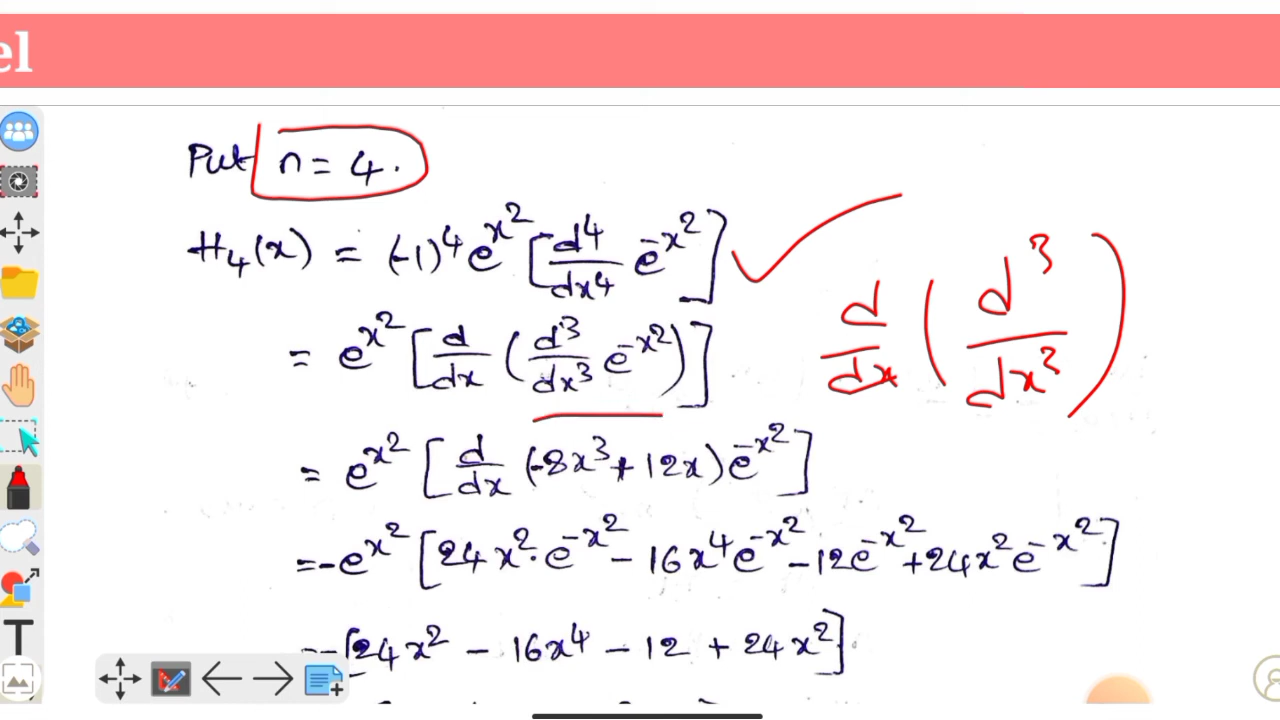 el
Put n = 4.
H₄(x) = (-1)⁴ e^{x²} [d⁴/dx⁴ e^{-x²}]
= e^{x²} [d/dx (d³/dx³ e^{-x²})]
d/dx (d³/dx³)
= e^{x²} [d/dx (-8x³ + 12x) e^{-x²}]
= -e^{x²} [24x² · e^{-x²} - 16x⁴ e^{-x²} - 12e^{-x²} + 24x² e^{-x²}]
= -[24x² - 16x⁴ - 12 + 24x²]
T